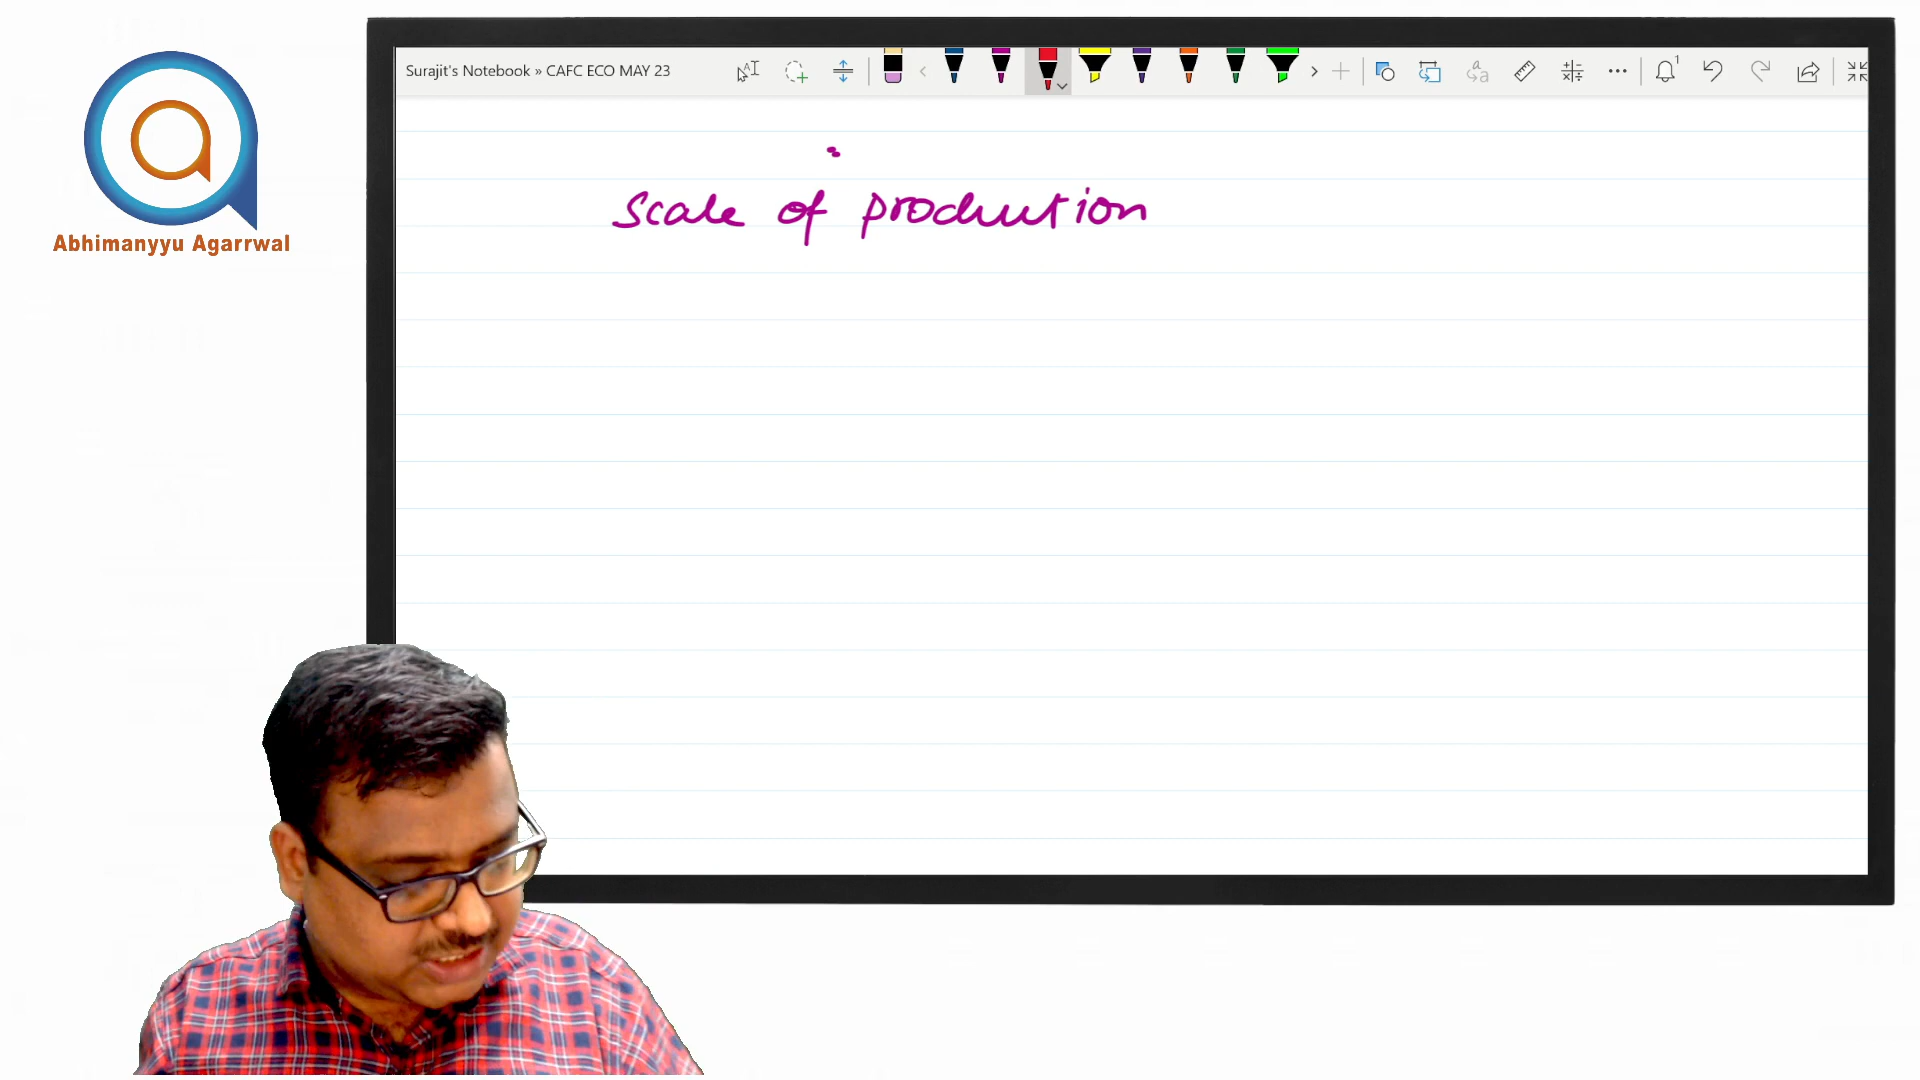 Surajit's Notebook » CAFC ECO MAY 23
Scale of production
Abhimanyyu Agarrwal